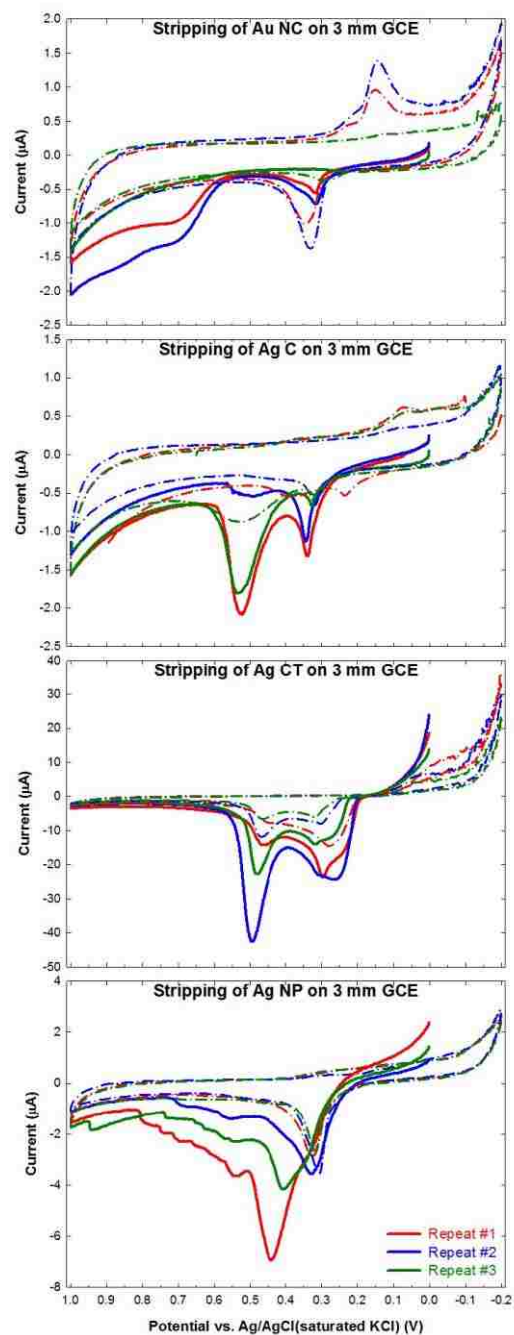 Stripping of Au NC on 3 mm GCE
2.0
1.5
1.0
0.5
0.0
-0.5
-1.0
-1.5
-2.0
-2.5
Current (µA)
Stripping of Ag C on 3 mm GCE
1.5
1.0
0.5
0.0
-0.5
-1.0
-1.5
-2.0
-2.5
Current (µA)
Stripping of Ag CT on 3 mm GCE
40
30
20
10
0
-10
-20
-30
-40
-50
Current (µA)
Stripping of Ag NP on 3 mm GCE
4
2
0
-2
-4
-6
-8
Current (µA)
Repeat #1
Repeat #2
Repeat #3
1.0 0.9 0.8 0.7 0.6 0.5 0.4 0.3 0.2 0.1 0.0 -0.1 -0.2
Potential vs. Ag/AgCl(saturated KCl) (V)